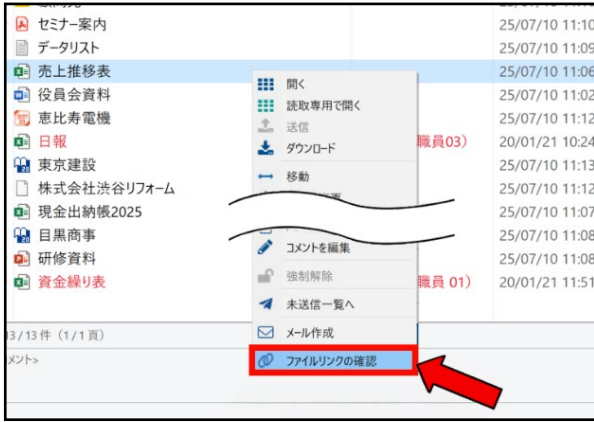 25/07/10 11:10
セミナー案内
データリスト 25/07/10 11:09
売上推移表 25/07/10 11:06
役員会資料 25/07/10 11:02
恵比寿電機 25/07/10 11:12
日報 職員03) 20/01/21 10:24
東京建設 25/07/10 11:13
株式会社渋谷リフォーム 25/07/10 11:12
現金出納帳2025 25/07/10 11:07
目黒商事 25/07/10 11:08
研修資料 25/07/10 11:08
資金繰り表 職員 01) 20/01/21 11:51
13/13件 (1/1頁)
メント>
開く
読取専用で開く
送信
ダウンロード
移動
コメントを編集
強制解除
未送信一覧へ
メール作成
ファイルリンクの確認